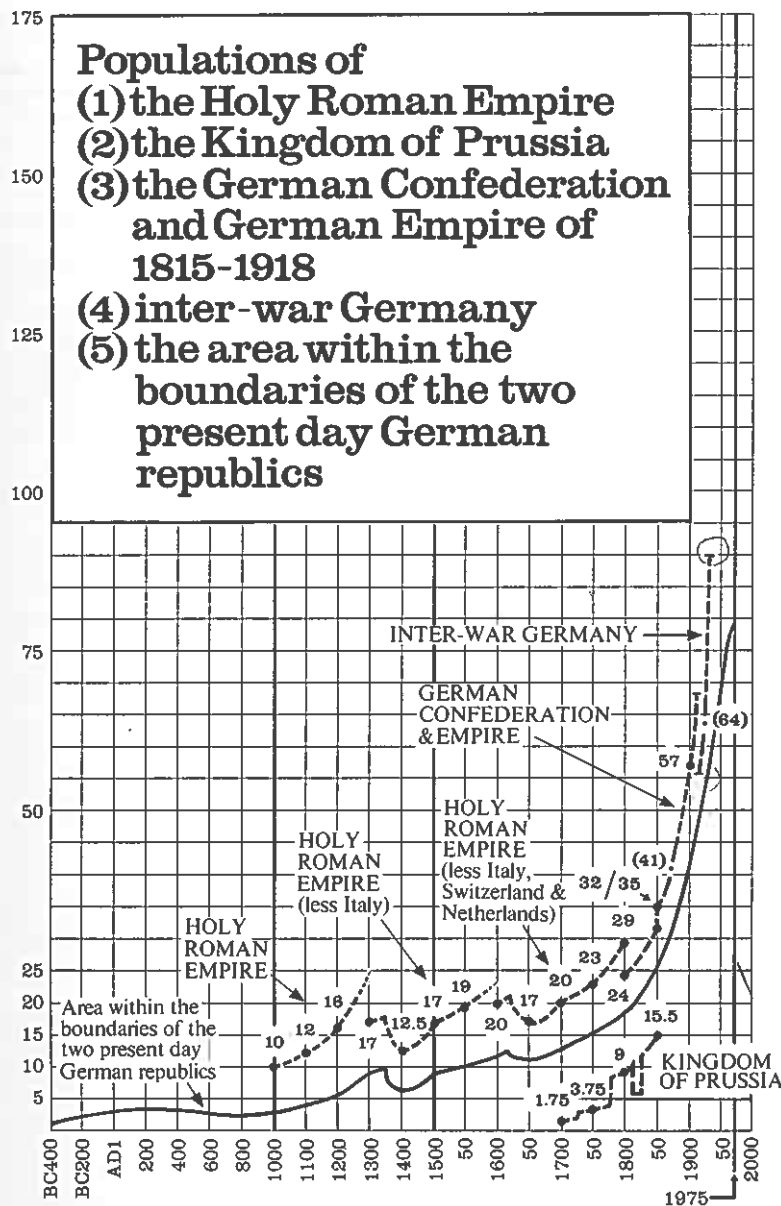 175
Populations of
(1) the Holy Roman Empire
(2) the Kingdom of Prussia
(3) the German Confederation
and German Empire of
1815-1918
(4) inter-war Germany
(5) the area within the
boundaries of the two
present day German
republics
150
125
100
75
50
25
20
15
10
5
INTER-WAR GERMANY
GERMAN
CONFEDERATION
& EMPIRE
(64)
57
HOLY
ROMAN
EMPIRE
(less Italy,
Switzerland &
Netherlands)
HOLY
ROMAN
EMPIRE
(less Italy)
HOLY
ROMAN
EMPIRE
Area within the
boundaries of the
two present day
German republics
(41)
32 / 35
29
23
20
24
17
20
19
17
12.5
17
16
12
10
15.5
9
3.75
1.75
KINGDOM
OF PRUSSIA
BC400
BC200
AD1
200
400
600
800
1000
1100
1200
1300
1400
1500
50
1600
50
1700
50
1800
50
1900
50
2000
1975